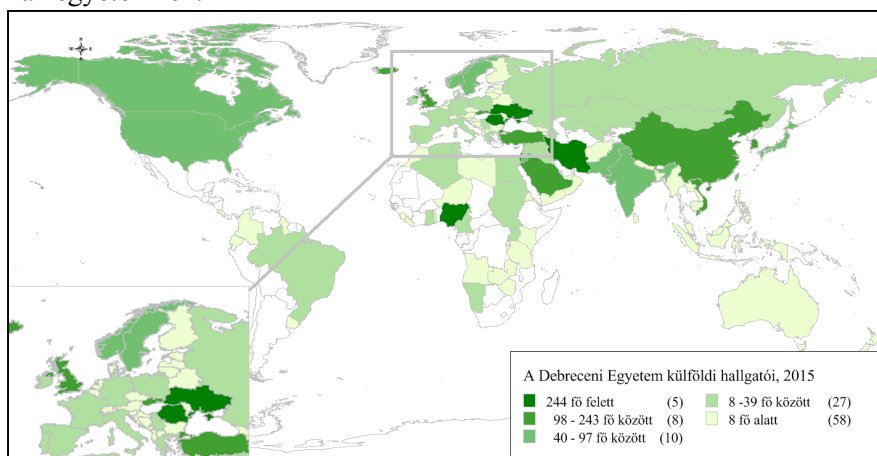 N
W E
S
A Debreceni Egyetem külföldi hallgatói, 2015
244 fő felett (5)
98 - 243 fő között (8)
40 - 97 fő között (10)
8 -39 fő között (27)
8 fő alatt (58)